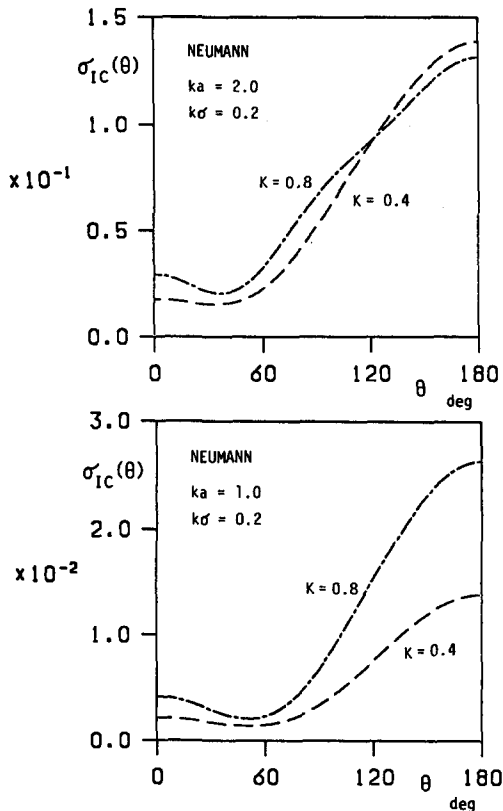 1.5
σIC(θ)
NEUMANN
ka = 2.0
kσ = 0.2
1.0
x10⁻¹
K = 0.8
K = 0.4
0.5
0.0
0 60 120 180
θ deg
3.0
σIC(θ)
NEUMANN
ka = 1.0
kσ = 0.2
2.0
x10⁻²
K = 0.8
1.0
K = 0.4
0.0
0 60 120 180
θ deg